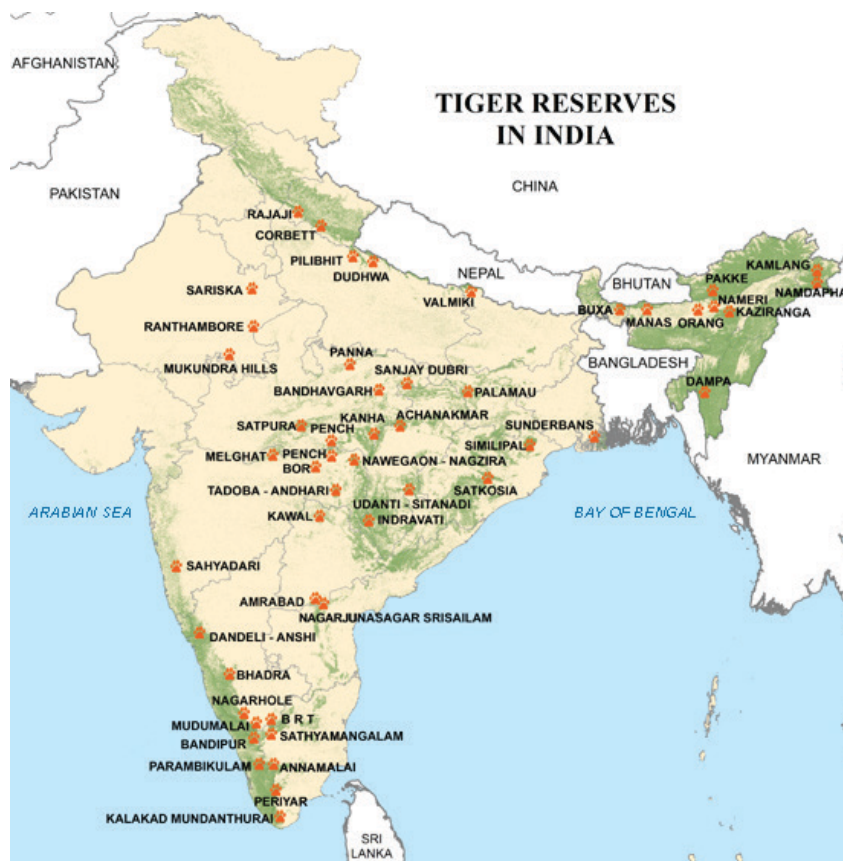 TIGER RESERVES
IN INDIA
AFGHANISTAN
PAKISTAN
CHINA
RAJAJI
CORBETT
PILIBHIT
DUDHWA
NEPAL
VALMIKI
BHUTAN
KAMLANG
PAKKE
NAMDAPHA
NAMERI
BUXA
MANAS
ORANG
KAZIRANGA
SARISKA
RANTHAMBORE
MUKUNDRA HILLS
PANNA
SANJAY DUBRI
BANGLADESH
DAMPA
BANDHAVGARH
PALAMAU
SATPURA
PENCH
KANHA
ACHANAKMAR
SUNDERBANS
SIMILIPAL
MELGHAT
PENCH
BOR
NAWEGAON - NAGZIRA
MYANMAR
TADOBA - ANDHARI
SATKOSIA
UDANTI - SITANADI
ARABIAN SEA
KAWAL
INDRAVATI
BAY OF BENGAL
SAHYADARI
AMRABAD
NAGARJUNASAGAR SRISAILAM
DANDELI - ANSHI
BHADRA
NAGARHOLE
B R T
MUDUMALAI
SATHYAMANGALAM
BANDIPUR
PARAMBIKULAM
ANNAMALAI
PERIYAR
KALAKAD MUNDANTHURAI
SRI
LANKA